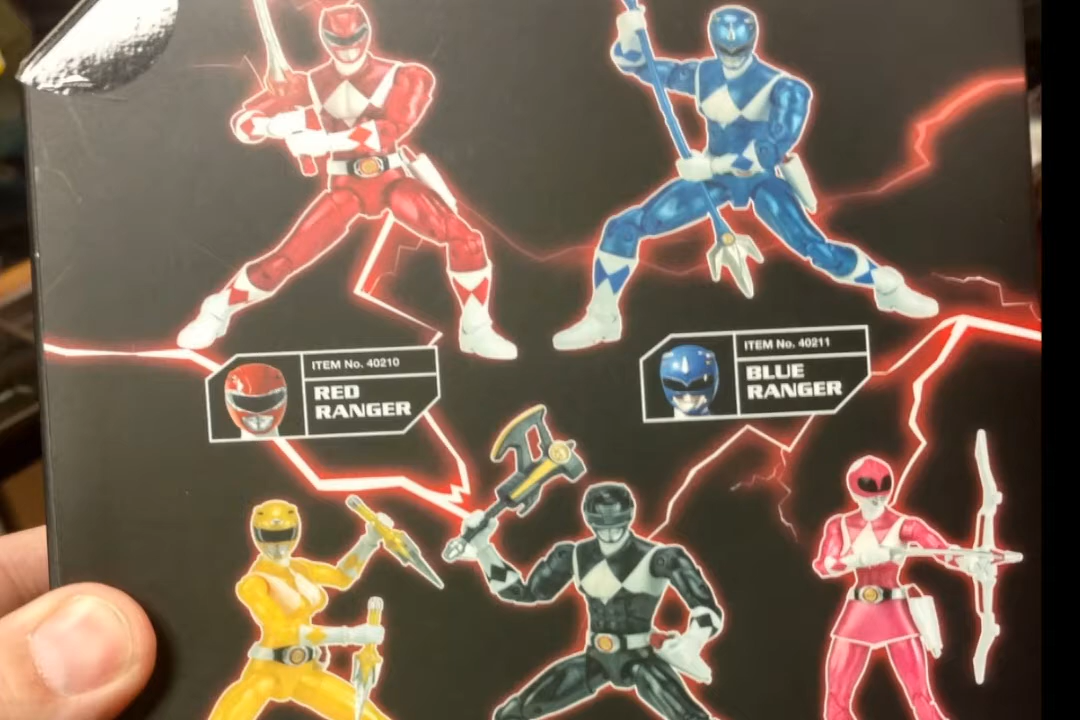 ITEM No. 40210
RED
RANGER
ITEM No. 40211
BLUE
RANGER